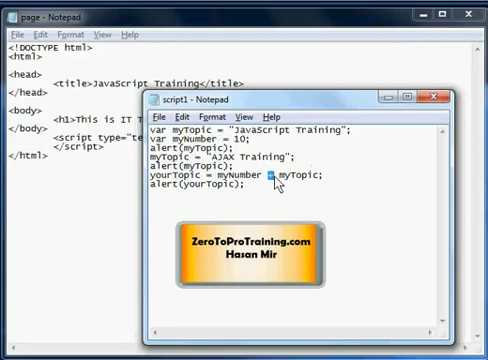 page - Notepad
File Edit Format View Help
<!DOCTYPE html>
<html>
<head>
<title>JavaScript Training</title>
</head>
<body>
<h1>This is IT T
</body>
<script type="te
</script>
</html>
script1 - Notepad
File Edit Format View Help
var myTopic = "JavaScript Training";
var myNumber = 10;
alert(myTopic);
myTopic = "AJAX Training";
alert(myTopic);
yourTopic = myNumber + myTopic;
alert(yourTopic);
ZeroToProTraining.com
Hasan Mir